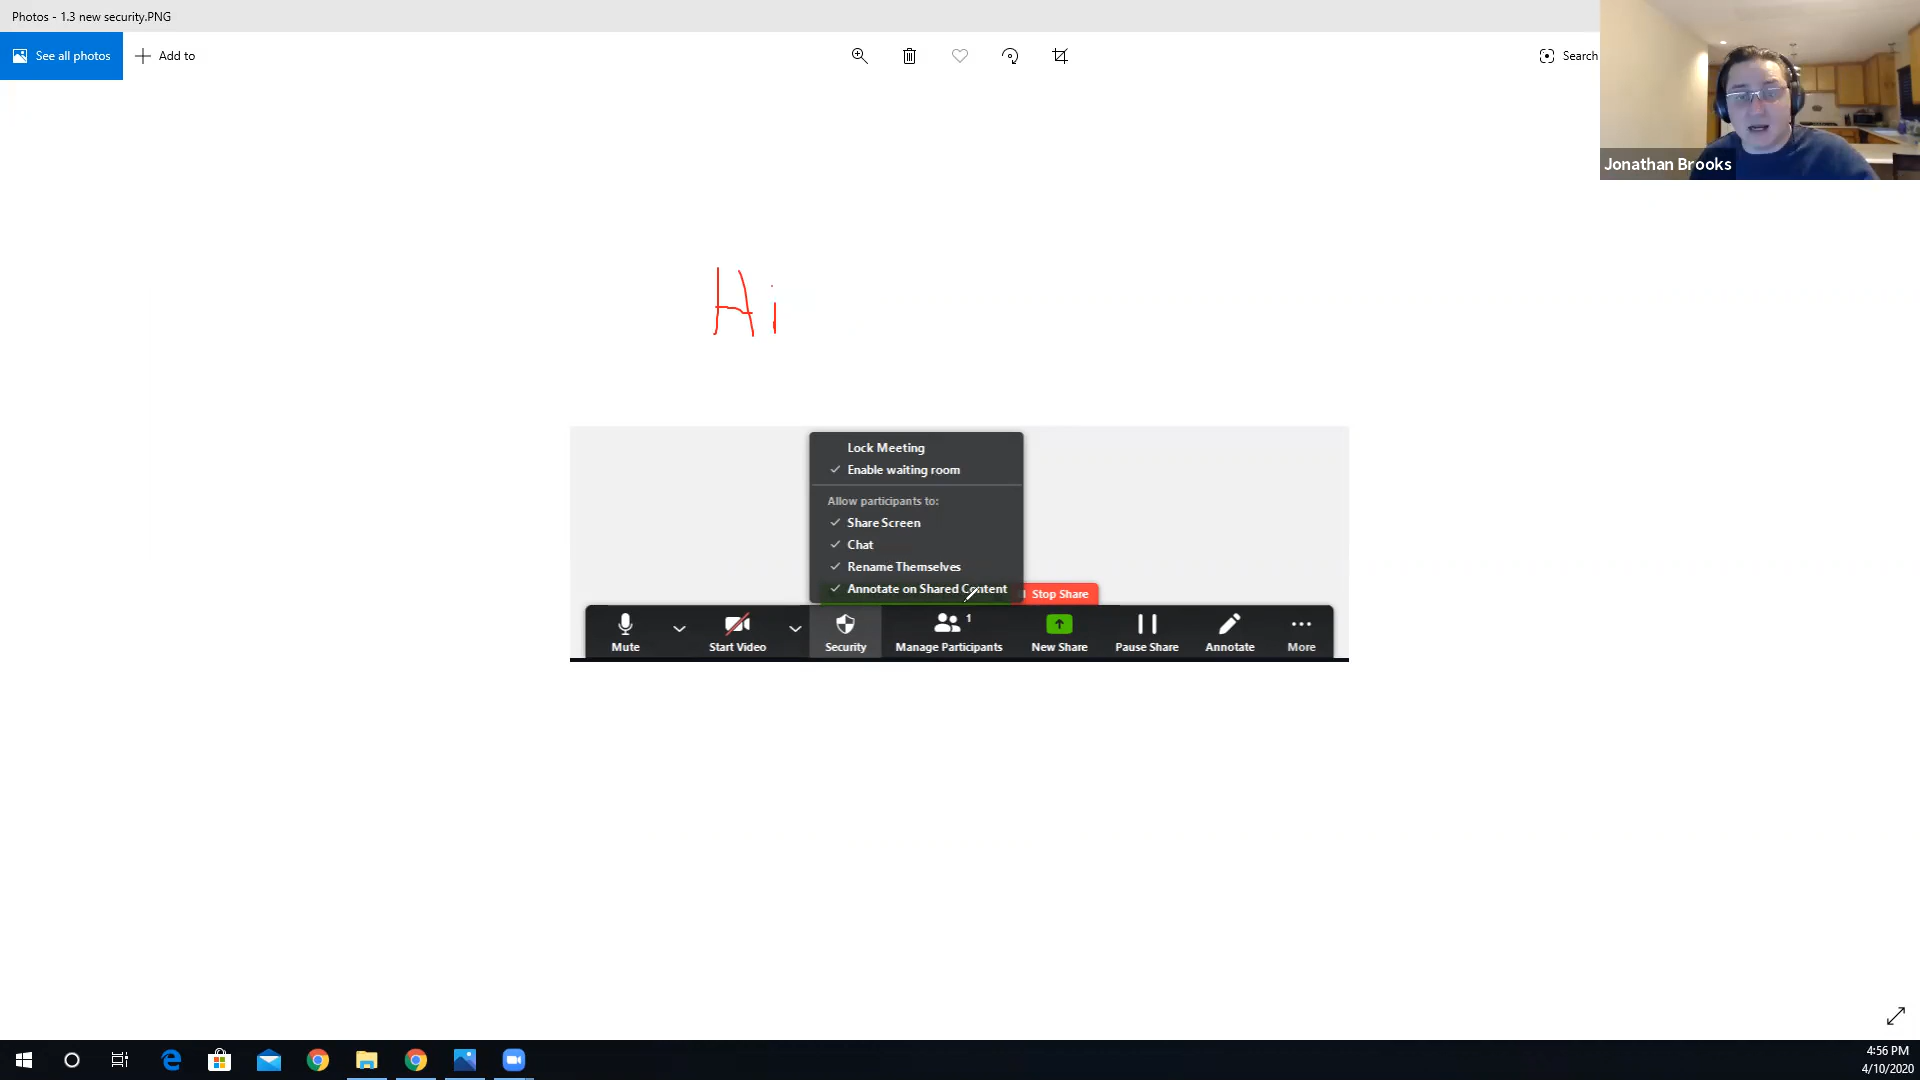 Photos - 1.3 new security.PNG
See all photos
Add to
Search
Jonathan Brooks
Hi
Lock Meeting
Enable waiting room
Allow participants to:
Share Screen
Chat
Rename Themselves
Annotate on Shared Content
Stop Share
1
Mute
Start Video
Security
Manage Participants
New Share
Pause Share
Annotate
More
4:56 PM
4/10/2020